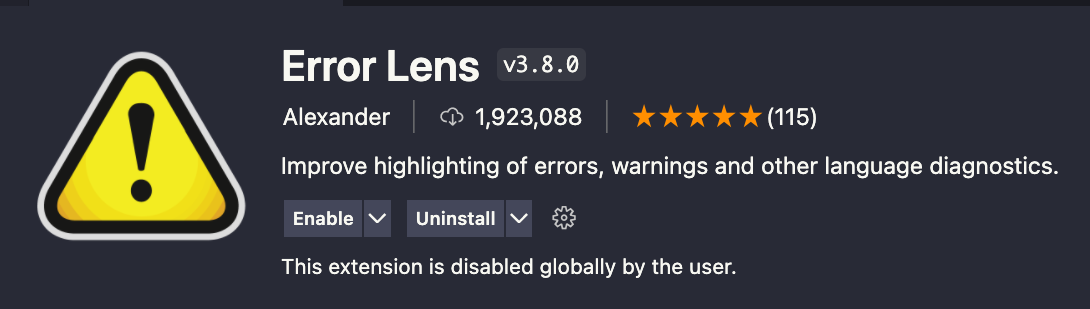 Error Lens v3.8.0
Alexander 1,923,088 (115)
Improve highlighting of errors, warnings and other language diagnostics.
Enable Uninstall
This extension is disabled globally by the user.